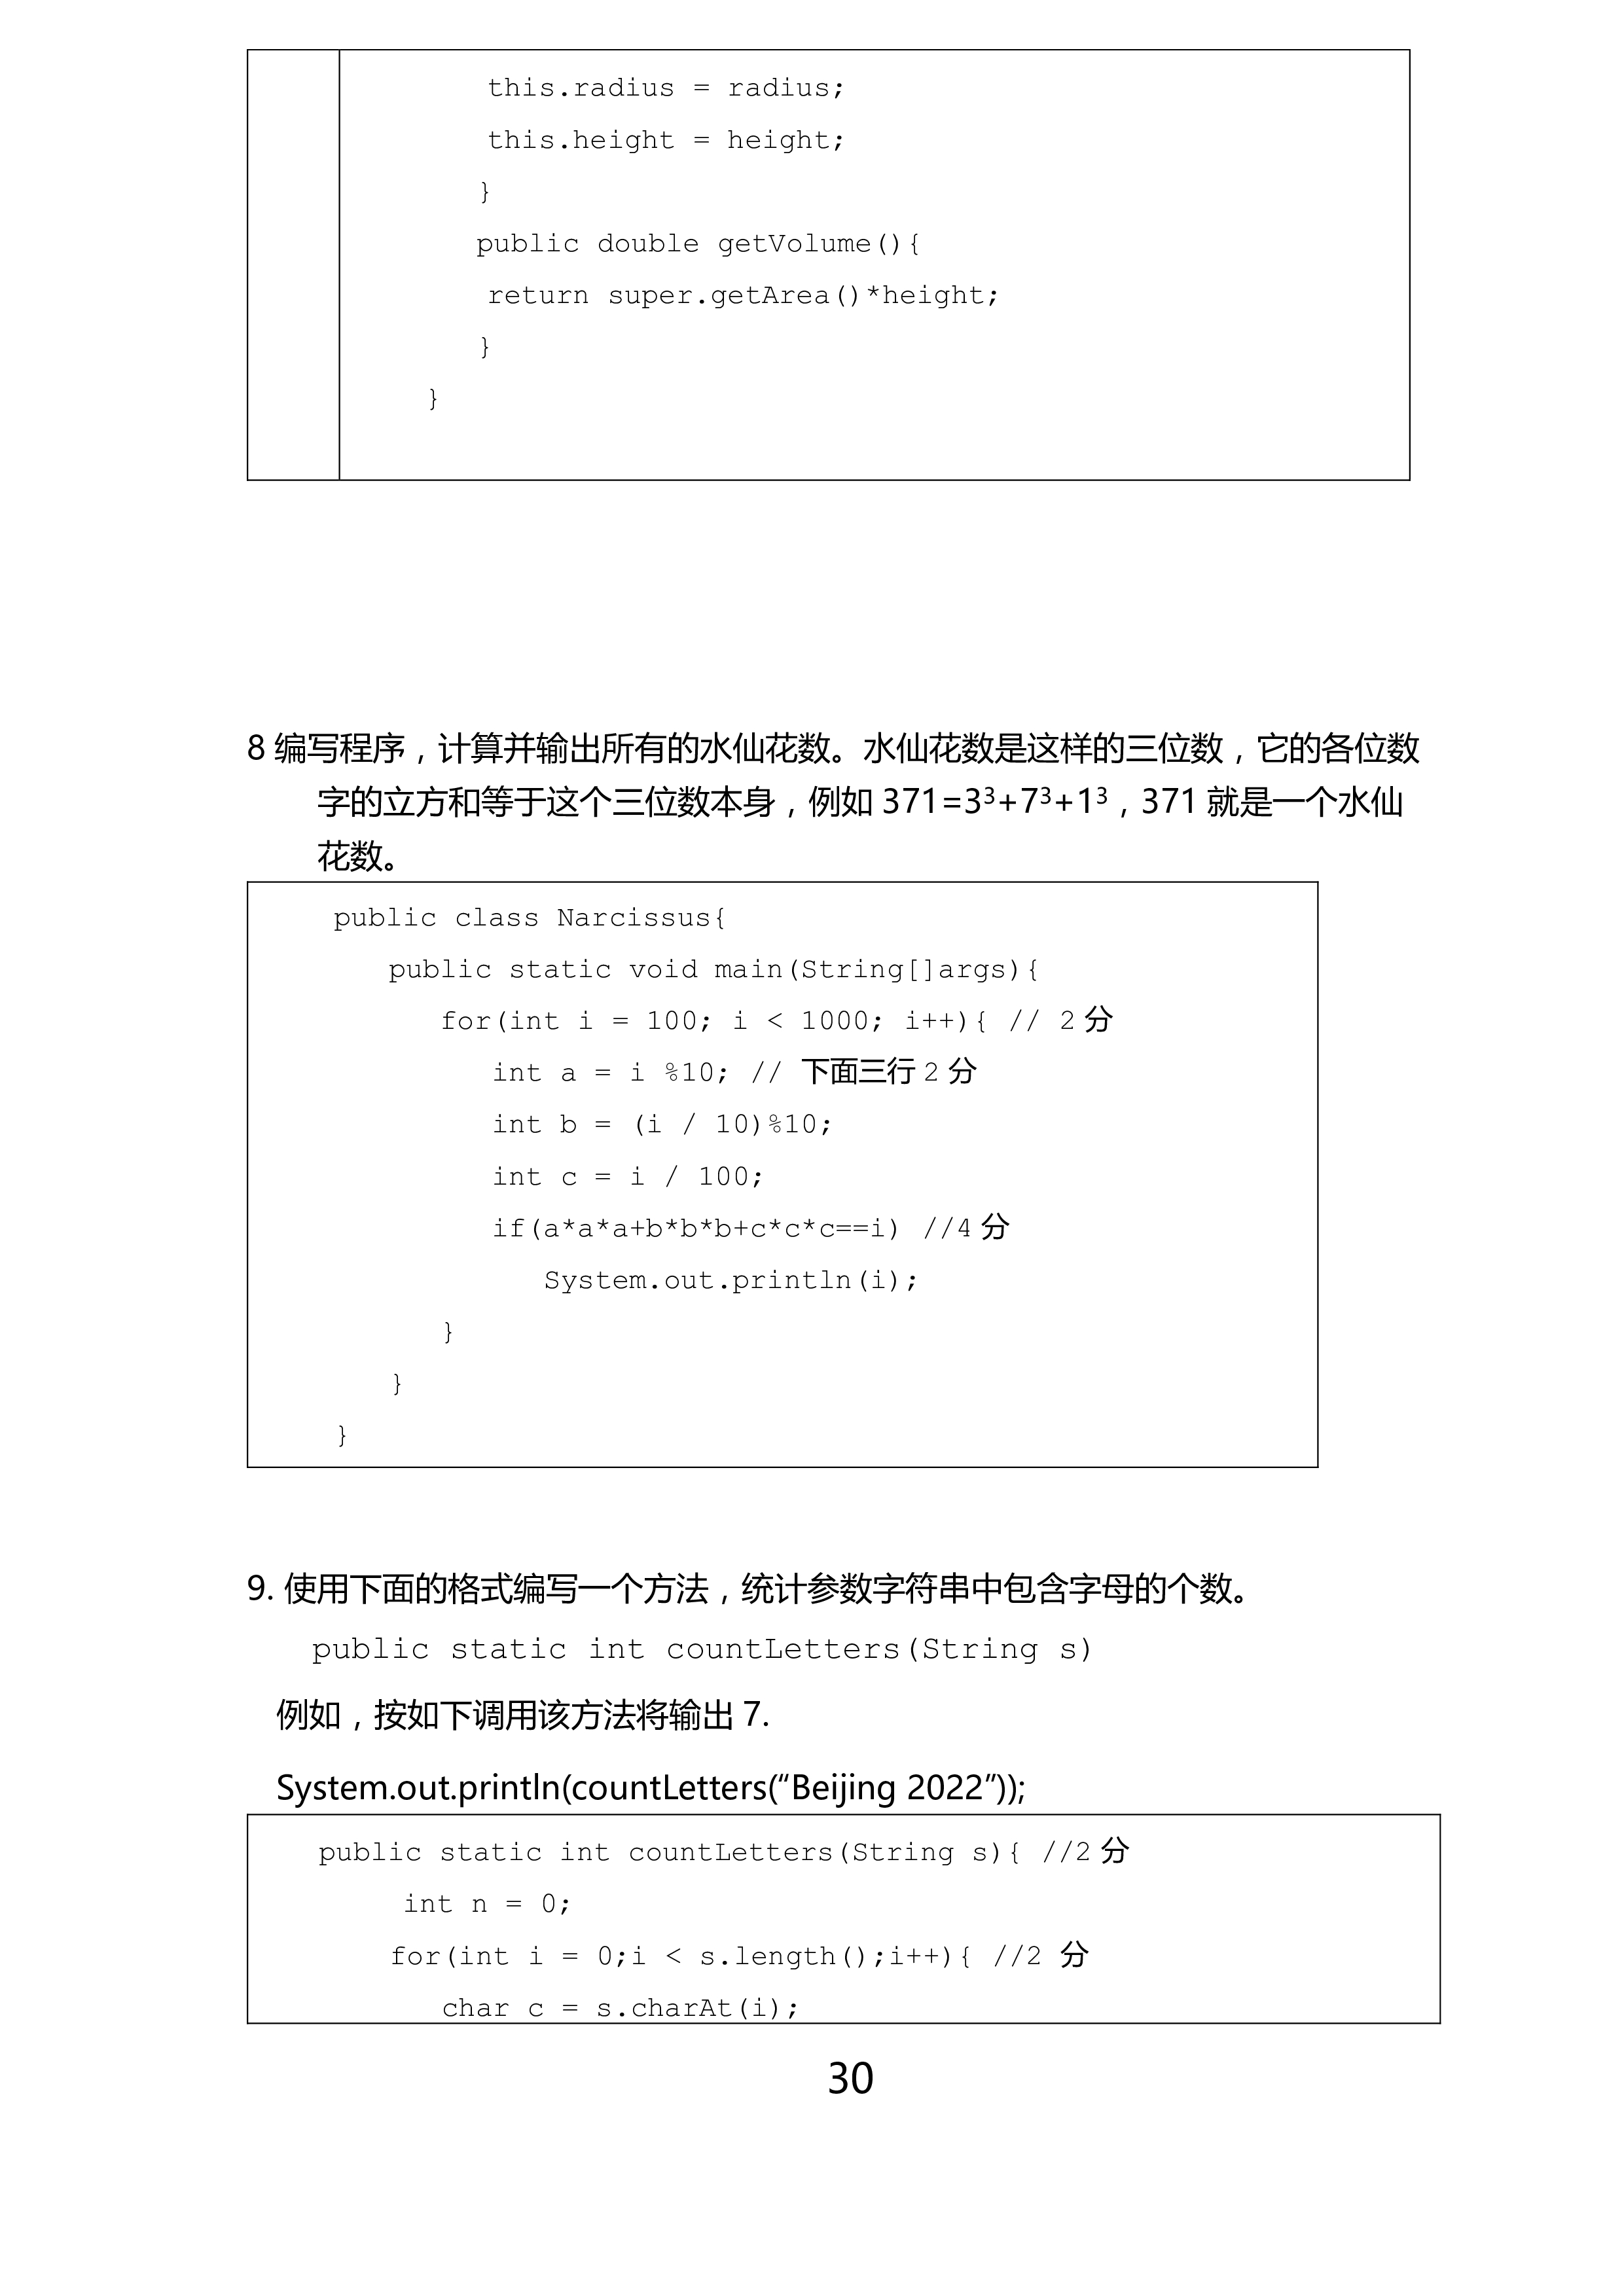 this.radius = radius;
this.height = height;
}
public double getVolume(){
return super.getArea()*height;
}
}
8 编写程序，计算并输出所有的水仙花数。水仙花数是这样的三位数，它的各位数
字的立方和等于这个三位数本身，例如 371=3³+7³+1³，371 就是一个水仙
花数。
public class Narcissus{
public static void main(String[]args){
for(int i = 100; i < 1000; i++){ // 2 分
int a = i %10; // 下面三行 2 分
int b = (i / 10)%10;
int c = i / 100;
if(a*a*a+b*b*b+c*c*c==i) //4 分
System.out.println(i);
}
}
}
9. 使用下面的格式编写一个方法，统计参数字符串中包含字母的个数。
public static int countLetters(String s)
例如，按如下调用该方法将输出 7.
System.out.println(countLetters(“Beijing 2022”));
public static int countLetters(String s){ //2 分
int n = 0;
for(int i = 0;i < s.length();i++){ //2 分
char c = s.charAt(i);
30